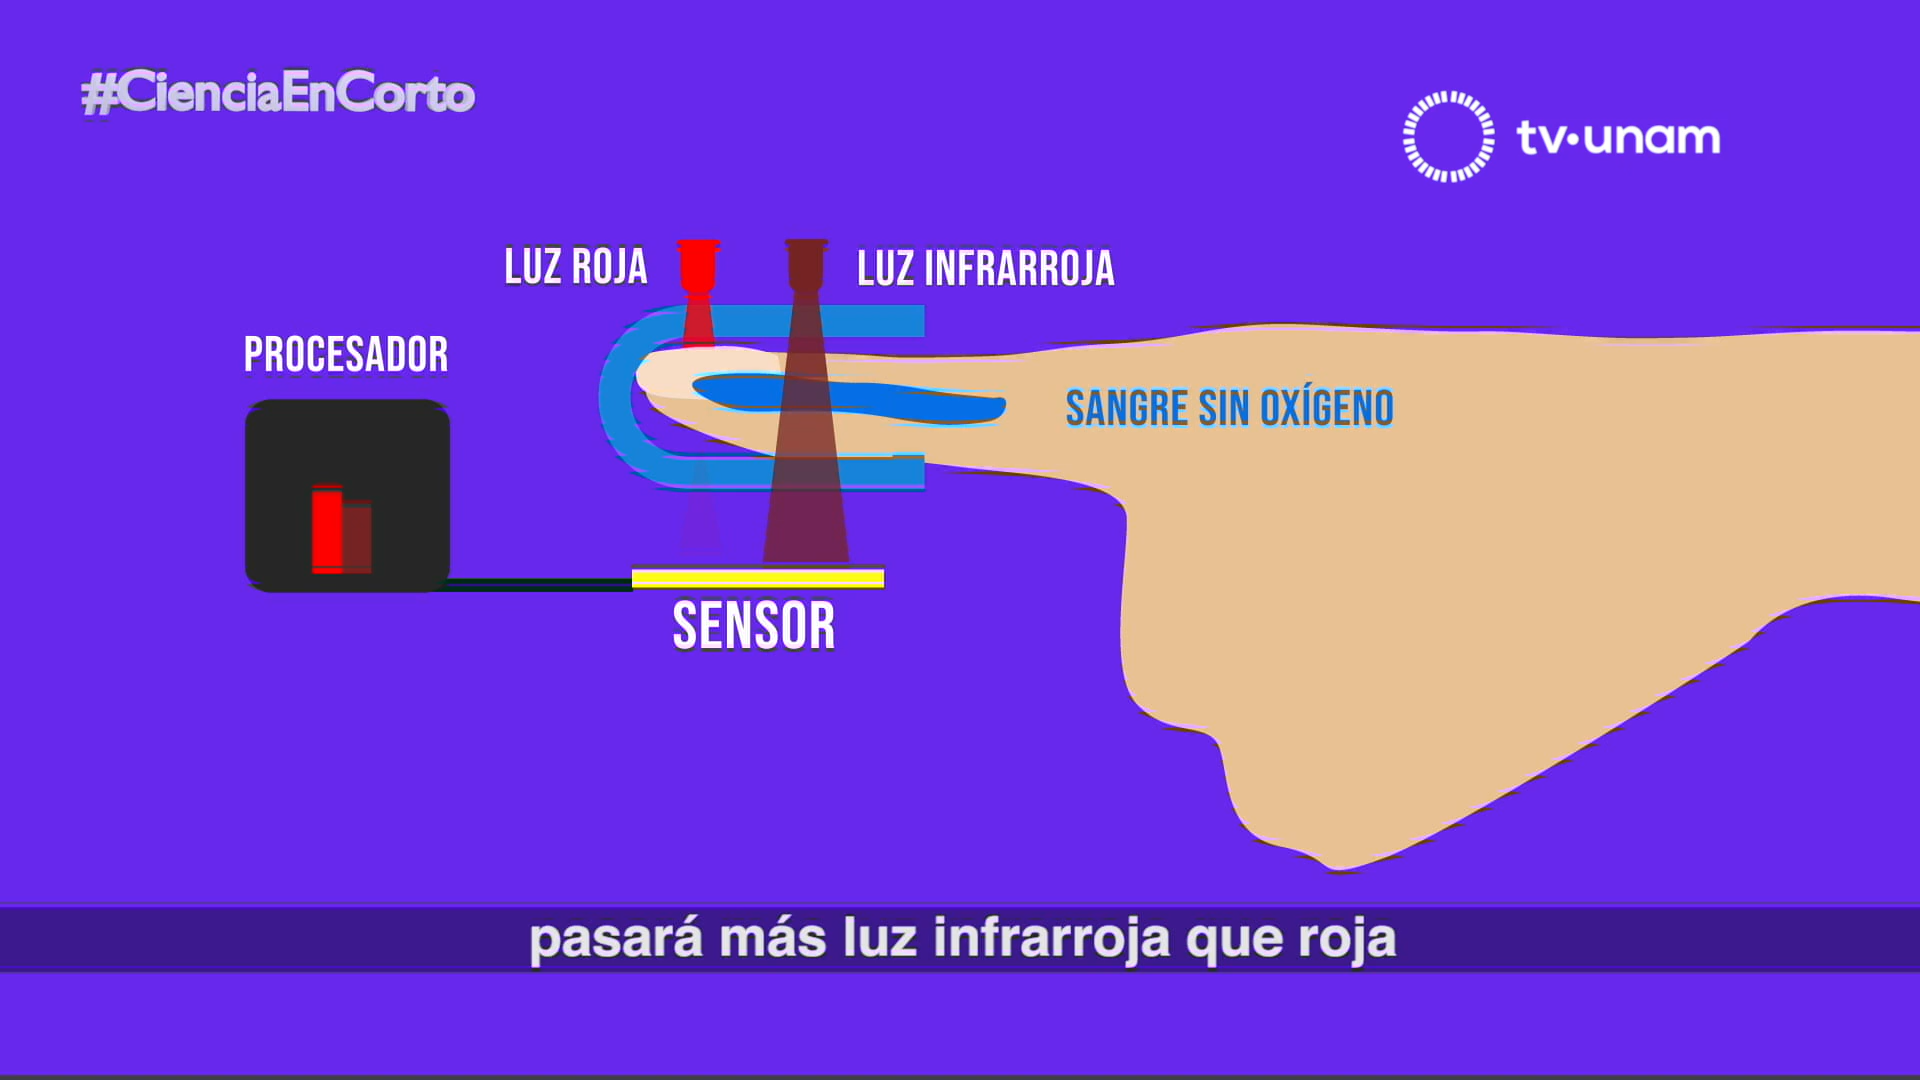 #CienciaEnCorto
tv·unam
LUZ ROJA
LUZ INFRARROJA
PROCESADOR
SANGRE SIN OXÍGENO
SENSOR
pasará más luz infrarroja que roja